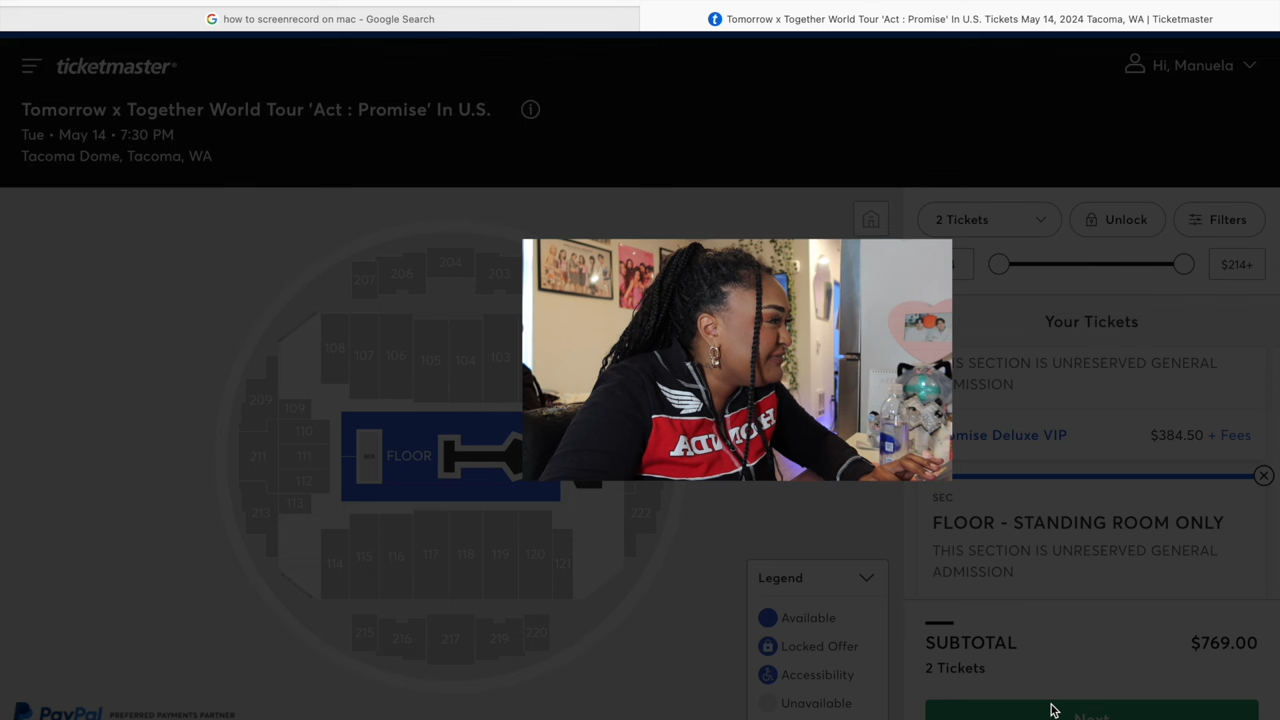 how to screenrecord on mac - Google Search
Tomorrow x Together World Tour 'Act : Promise' In U.S. Tickets May 14, 2024 Tacoma, WA | Ticketmaster
ticketmaster®
Hi, Manuela
Tomorrow x Together World Tour 'Act : Promise' In U.S.
Tue • May 14 • 7:30 PM
Tacoma Dome, Tacoma, WA
2 Tickets
Unlock
Filters
$214+
Your Tickets
THIS SECTION IS UNRESERVED GENERAL
ADMISSION
Promise Deluxe VIP
$384.50 + Fees
SEC
FLOOR - STANDING ROOM ONLY
THIS SECTION IS UNRESERVED GENERAL
ADMISSION
SUBTOTAL
$769.00
2 Tickets
Next
207
206
204
203
108
107
106
105
104
103
209
109
110
211
111
112
213
113
FLOOR
222
114
115
116
117
118
119
120
121
215
216
217
219
220
Legend
Available
Locked Offer
Accessibility
Unavailable
HONDA
PayPal
PREFERRED PAYMENTS PARTNER